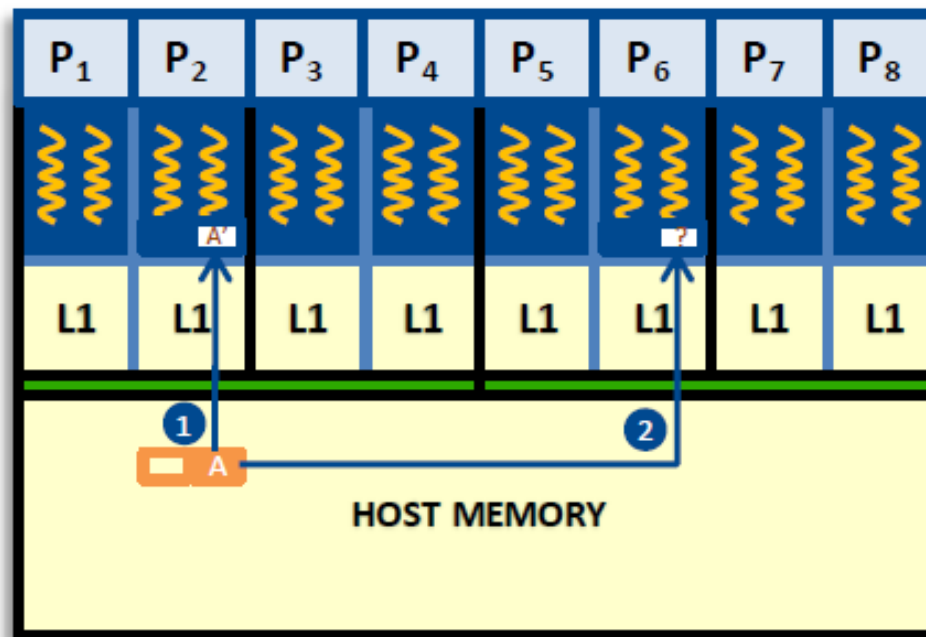 P₁ P₂ P₃ P₄ P₅ P₆ P₇ P₈
A' ?
L1 L1 L1 L1 L1 L1 L1 L1
1 2
A
HOST MEMORY